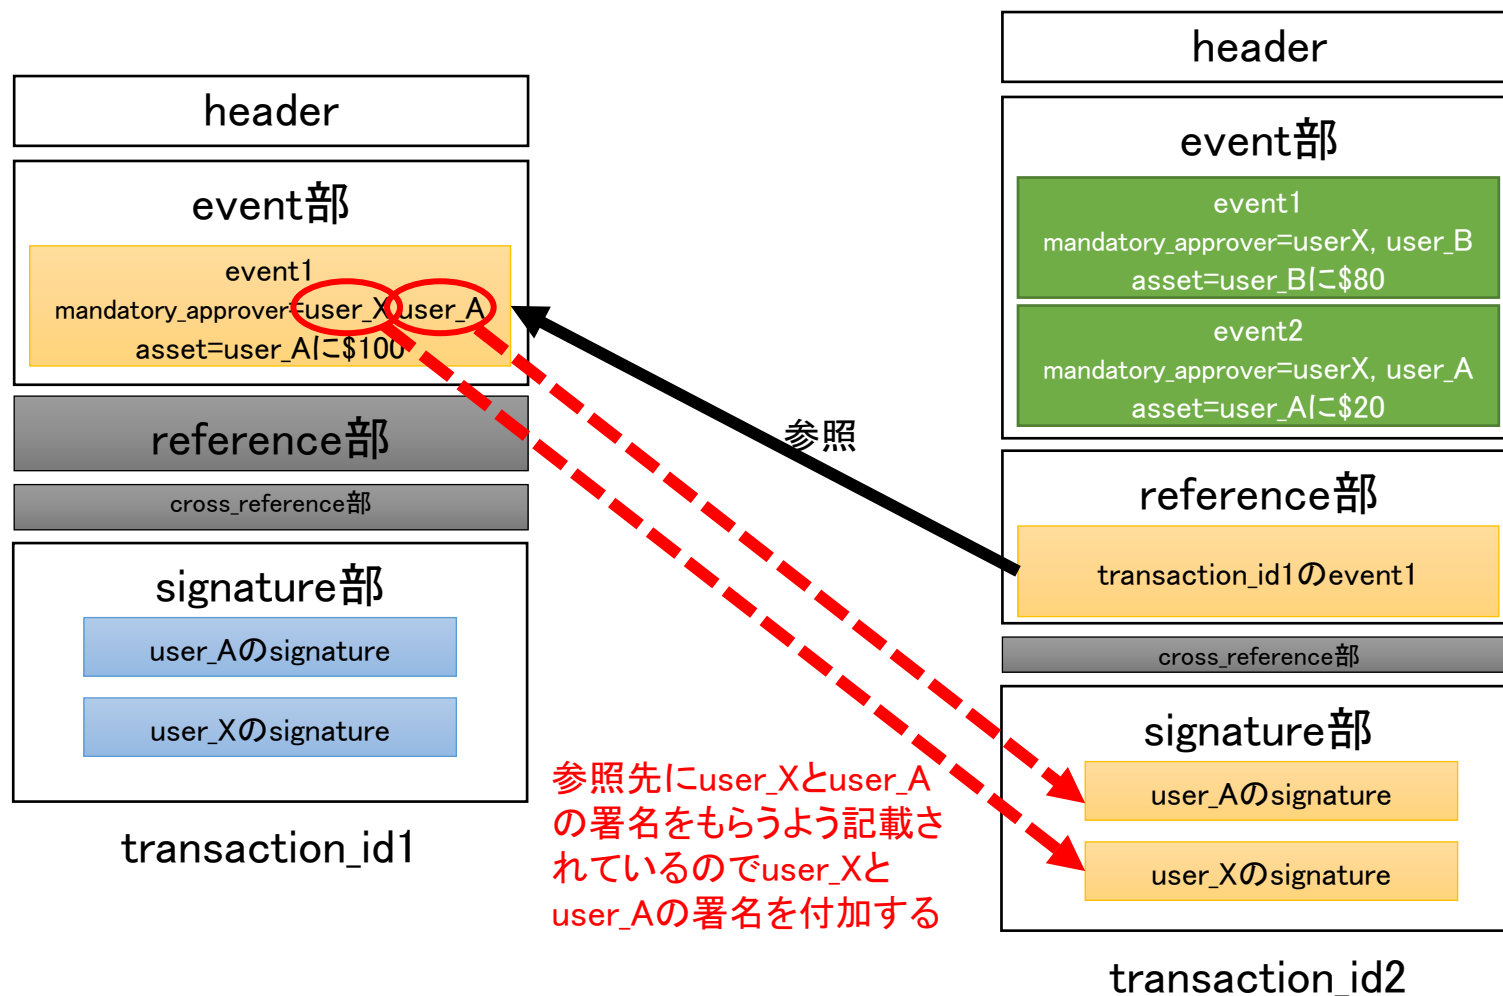 header
event部
event1
mandatory_approver=user_X user_A
asset=user_Aに$100
reference部
cross_reference部
signature部
user_Aのsignature
user_Xのsignature
transaction_id1
参照
参照先にuser_Xとuser_A
の署名をもらうよう記載さ
れているのでuser_Xと
user_Aの署名を付加する
header
event部
event1
mandatory_approver=userX, user_B
asset=user_Bに$80
event2
mandatory_approver=userX, user_A
asset=user_Aに$20
reference部
transaction_id1のevent1
cross_reference部
signature部
user_Aのsignature
user_Xのsignature
transaction_id2